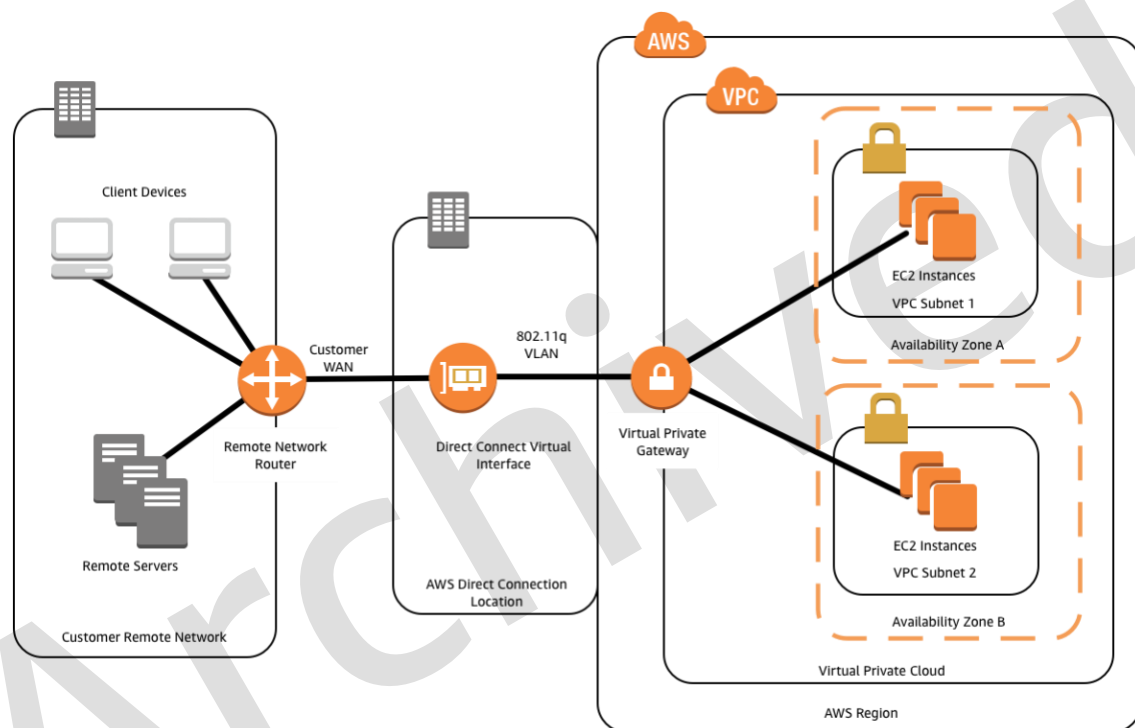 AWS
VPC
Client Devices
Customer
WAN
802.11q
VLAN
EC2 Instances
VPC Subnet 1
Availability Zone A
Remote Network
Router
Direct Connect Virtual
Interface
Virtual Private
Gateway
EC2 Instances
VPC Subnet 2
Availability Zone B
Remote Servers
AWS Direct Connection
Location
Customer Remote Network
Virtual Private Cloud
AWS Region
Archived